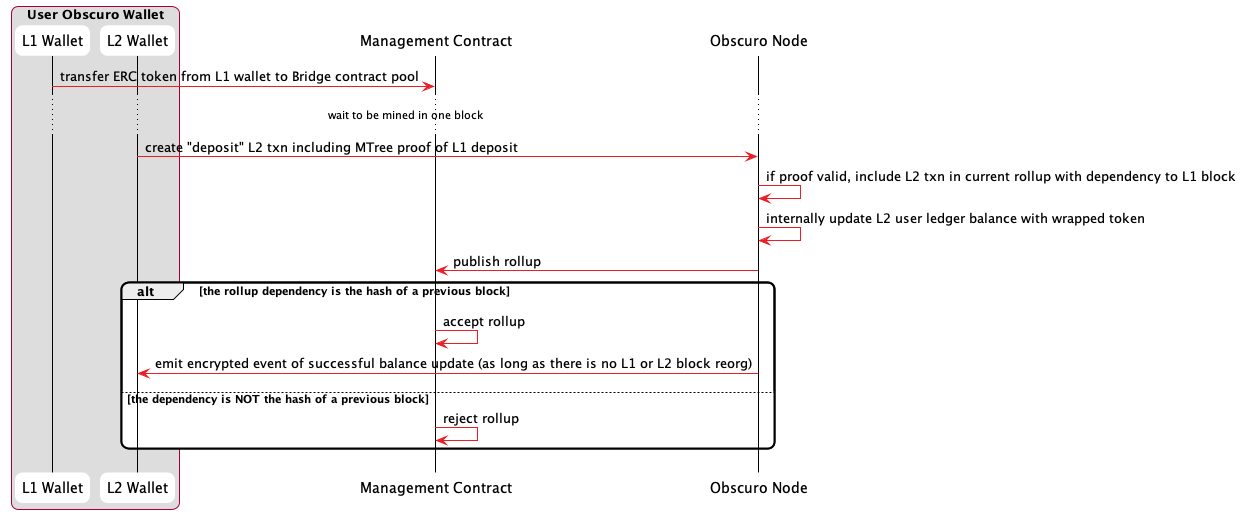 User Obscuro Wallet
L1 Wallet L2 Wallet Management Contract Obscuro Node
transfer ERC token from L1 wallet to Bridge contract pool
wait to be mined in one block
create "deposit" L2 txn including MTree proof of L1 deposit
if proof valid, include L2 txn in current rollup with dependency to L1 block
internally update L2 user ledger balance with wrapped token
publish rollup
alt [the rollup dependency is the hash of a previous block]
accept rollup
emit encrypted event of successful balance update (as long as there is no L1 or L2 block reorg)
[the dependency is NOT the hash of a previous block]
reject rollup
L1 Wallet L2 Wallet Management Contract Obscuro Node